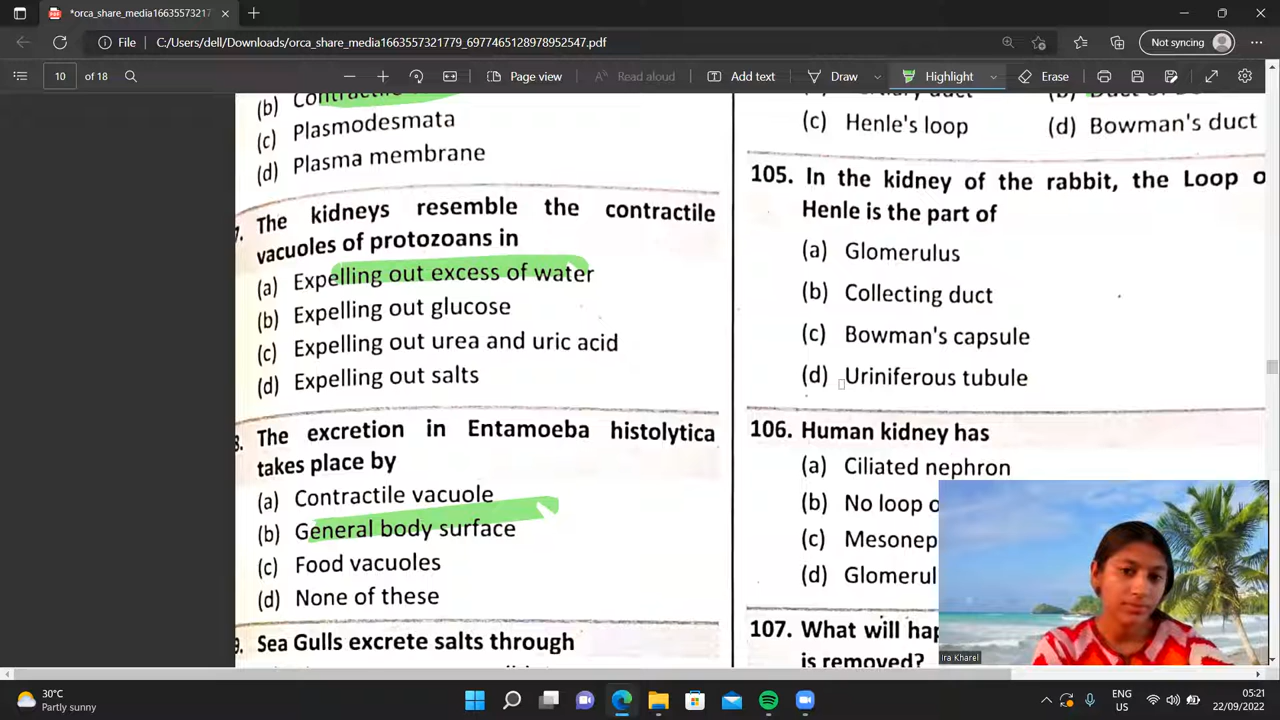 *orca_share_media1663557321
File
C:/Users/dell/Downloads/orca_share_media1663557321779_6977465128978952547.pdf
Not syncing
10
of 18
Page view
Read aloud
Add text
Draw
Highlight
Erase
(b)
(c) Plasmodesmata
(d) Plasma membrane
7. The kidneys resemble the contractile
vacuoles of protozoans in
(a) Expelling out excess of water
(b) Expelling out glucose
(c) Expelling out urea and uric acid
(d) Expelling out salts
8. The excretion in Entamoeba histolytica
takes place by
(a) Contractile vacuole
(b) General body surface
(c) Food vacuoles
(d) None of these
9. Sea Gulls excrete salts through
(c) Henle's loop
(d) Bowman's duct
105. In the kidney of the rabbit, the Loop o
Henle is the part of
(a) Glomerulus
(b) Collecting duct
(c) Bowman's capsule
(d) Uriniferous tubule
106. Human kidney has
(a) Ciliated nephron
(b) No loop o
(c) Mesonep
(d) Glomerul
107. What will hap
is removed?
Ira Kharel
30°C
Partly sunny
ENG
US
05:21
22/09/2022